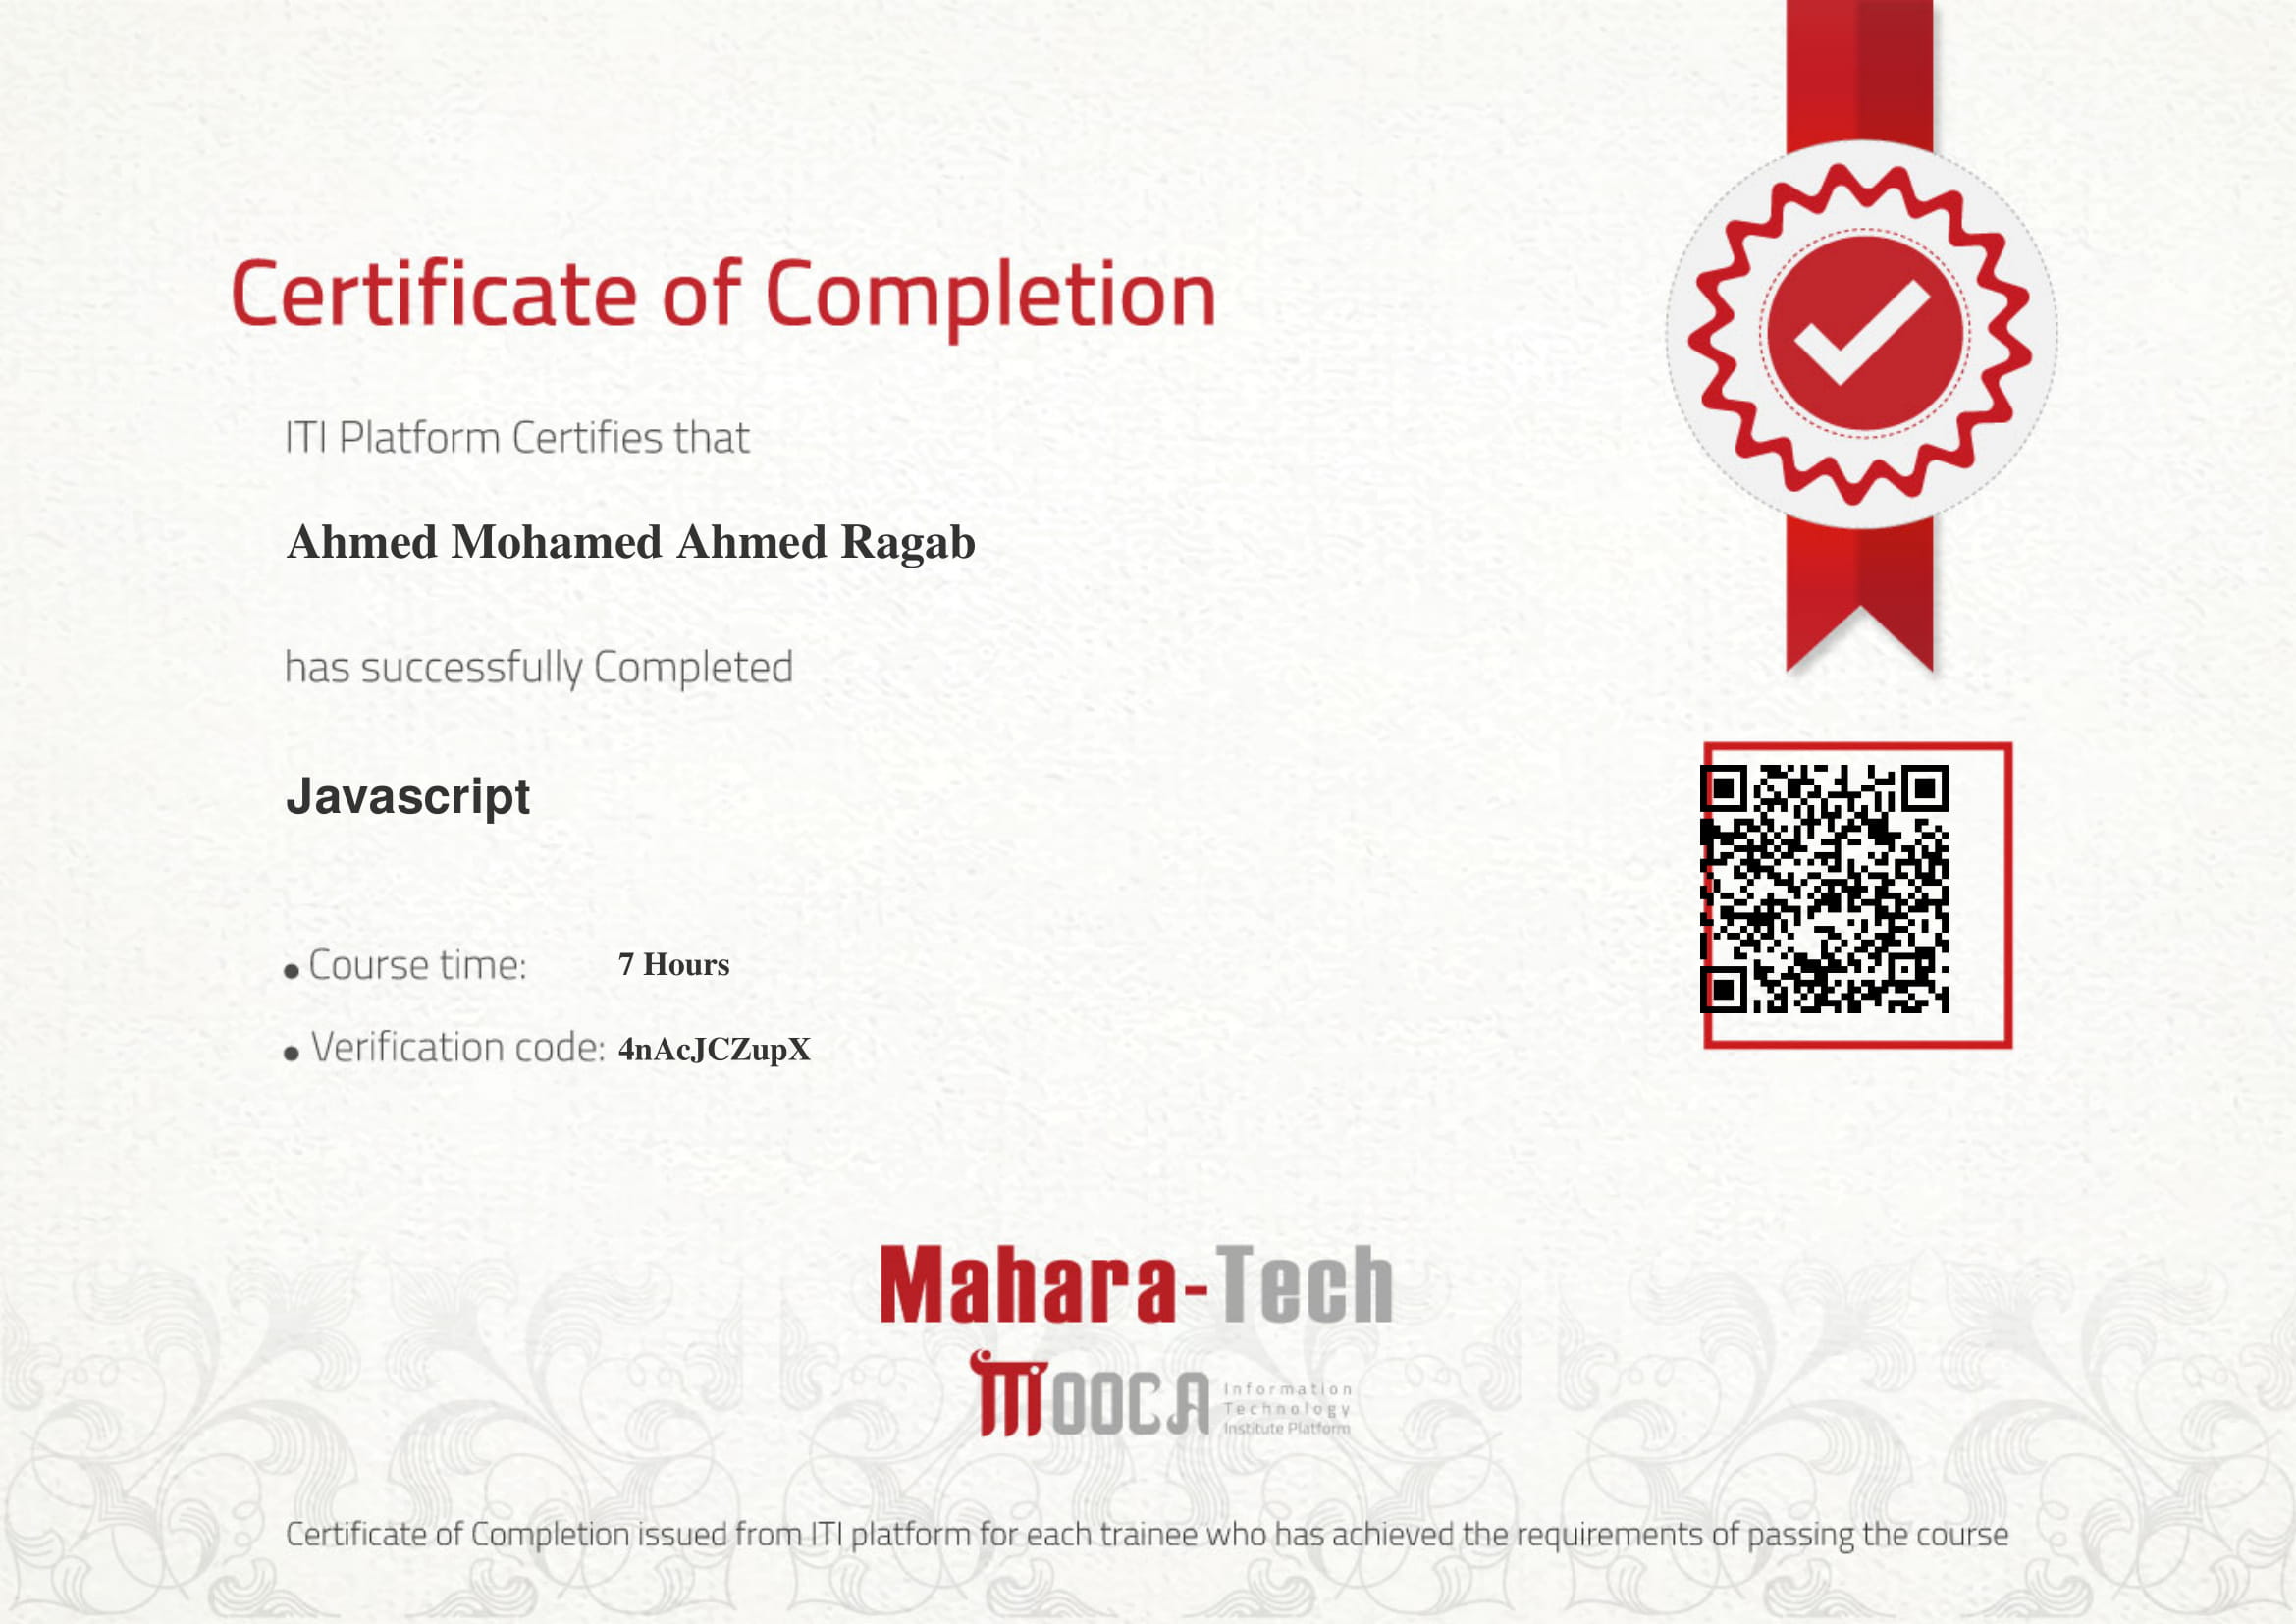 Certificate of Completion
ITI Platform Certifies that
Ahmed Mohamed Ahmed Ragab
has successfully Completed
Javascript
• Course time: 7 Hours
• Verification code: 4nAcJCZupX
Mahara-Tech
ITIMOOCA
Information
Technology
Institute Platform
Certificate of Completion issued from ITI platform for each trainee who has achieved the requirements of passing the course